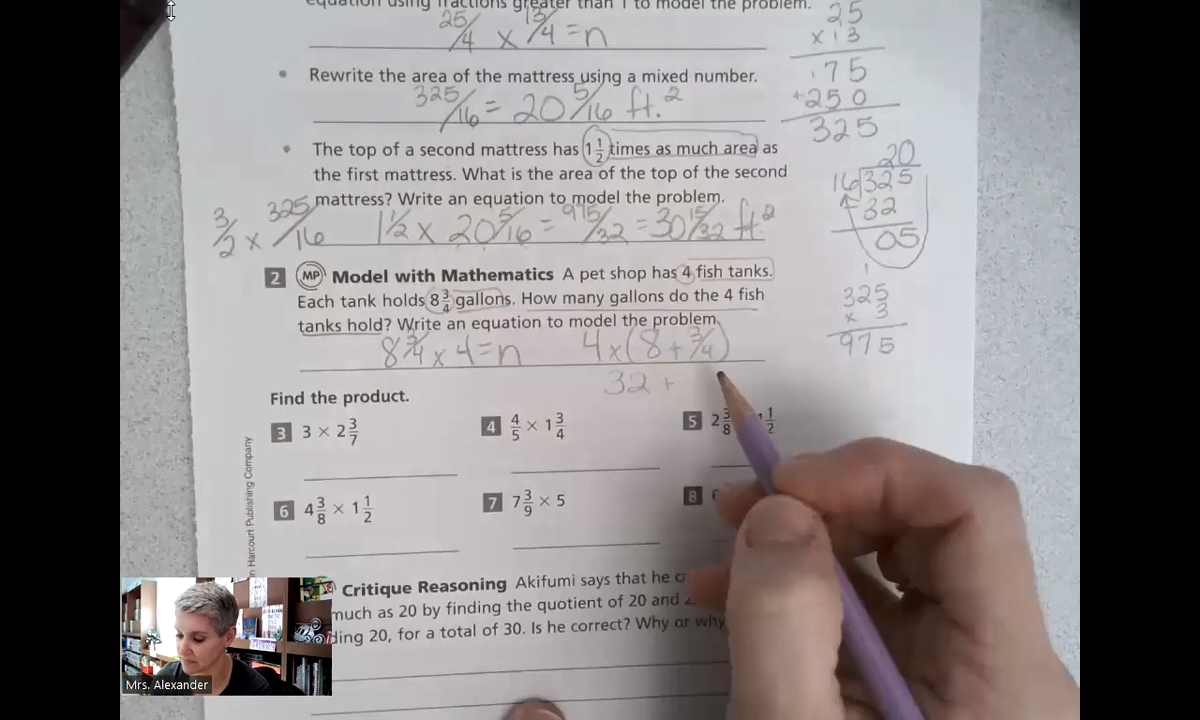 equation using fractions greater than 1 to model the problem.
25/4 x 13/4 = n
• Rewrite the area of the mattress using a mixed number.
325/16 = 20 5/16 ft.²
• The top of a second mattress has 1 1/2 times as much area as
the first mattress. What is the area of the top of the second
mattress? Write an equation to model the problem.
3/2 x 325/16 1 1/2 x 20 5/16 = 975/32 = 30 15/32 ft²
25
x 13
175
+250
325
20
16 325
32
05
1
325
x 3
975
2 MP Model with Mathematics A pet shop has 4 fish tanks.
Each tank holds 8 3/4 gallons. How many gallons do the 4 fish
tanks hold? Write an equation to model the problem.
8 3/4 x 4 = n 4 x (8 + 3/4)
32 +
Find the product.
3 3 × 2 3/7
4 4/5 × 1 3/4
5 2 3/8 1 1/2
6 4 3/8 × 1 1/2
7 7 3/9 × 5
8
Harcourt Publishing Company
Critique Reasoning Akifumi says that he
much as 20 by finding the quotient of 20 and
ding 20, for a total of 30. Is he correct? Why or why
Mrs. Alexander